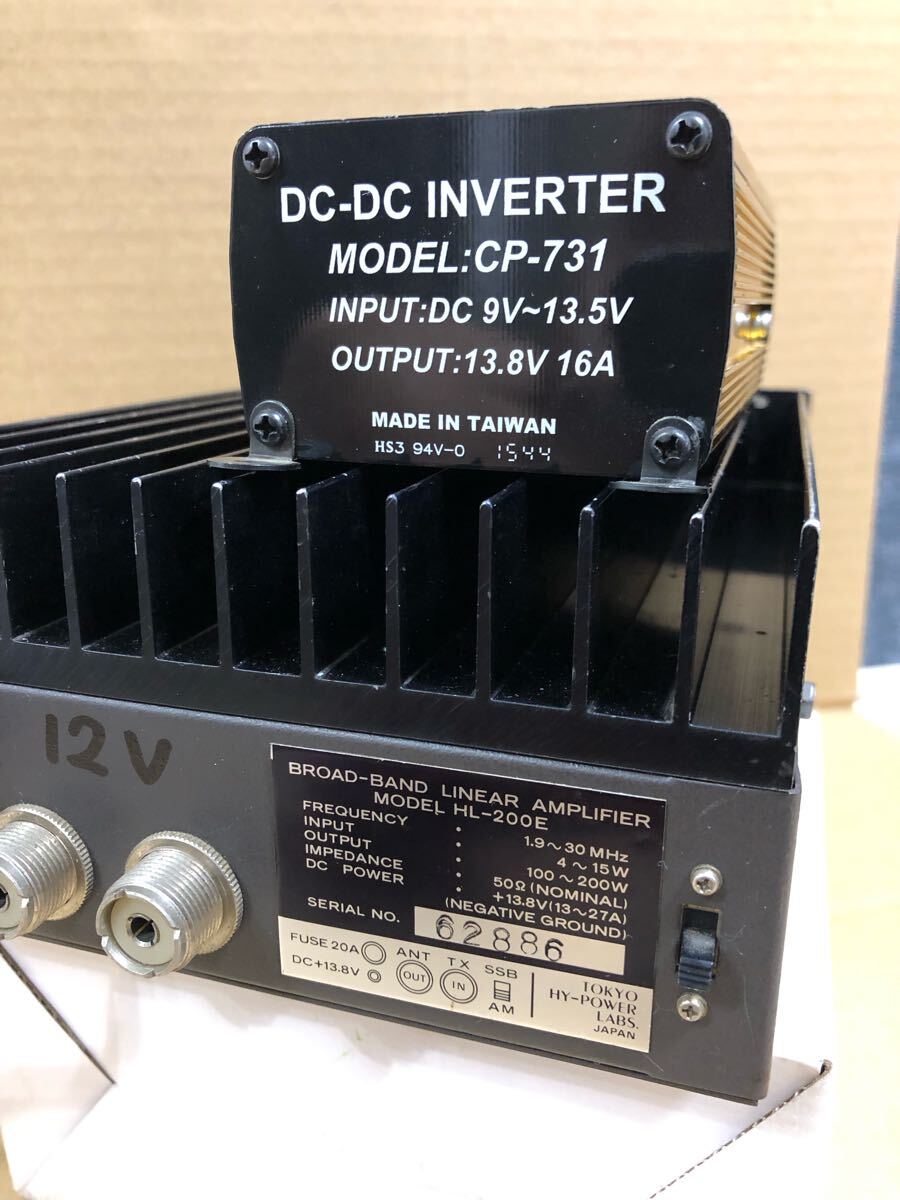 DC-DC INVERTER
MODEL:CP-731
INPUT:DC 9V~13.5V
OUTPUT:13.8V 16A
MADE IN TAIWAN
HS3 94V-0 1544
12V
BROAD-BAND LINEAR AMPLIFIER
MODEL HL-200E
FREQUENCY : 1.9~30 MHz
INPUT : 4~15W
OUTPUT : 100~200W
IMPEDANCE : 50Ω (NOMINAL)
DC POWER : +13.8V (13~27A)
(NEGATIVE GROUND)
SERIAL NO. 62886
FUSE 20A ANT TX SSB
DC+13.8V OUT IN AM
TOKYO
HY-POWER
LABS.
JAPAN